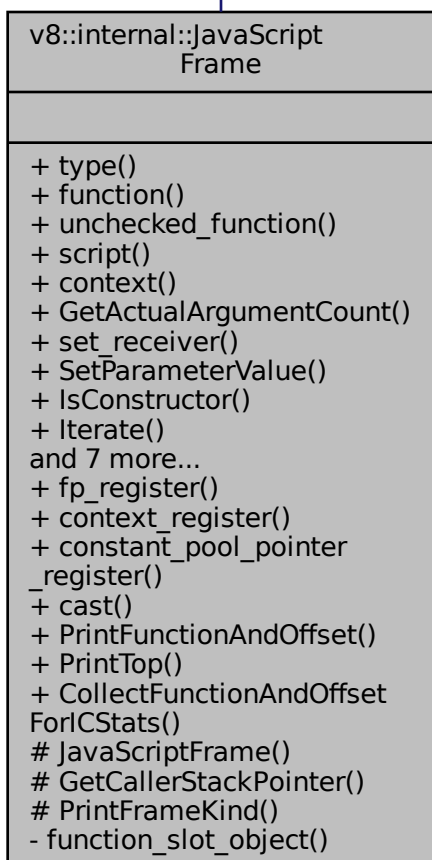 v8::internal::JavaScript
Frame
+ type()
+ function()
+ unchecked_function()
+ script()
+ context()
+ GetActualArgumentCount()
+ set_receiver()
+ SetParameterValue()
+ IsConstructor()
+ Iterate()
and 7 more...
+ fp_register()
+ context_register()
+ constant_pool_pointer
_register()
+ cast()
+ PrintFunctionAndOffset()
+ PrintTop()
+ CollectFunctionAndOffset
ForICStats()
# JavaScriptFrame()
# GetCallerStackPointer()
# PrintFrameKind()
- function_slot_object()